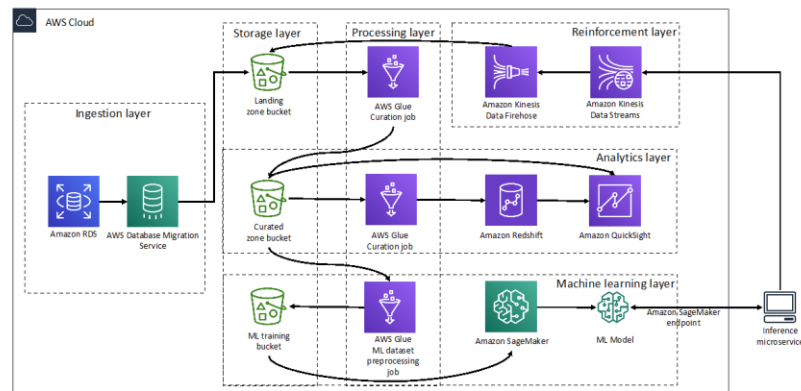 AWS Cloud
Storage layer
Processing layer
Reinforcement layer
Landing
zone bucket
AWS Glue
Curation job
Amazon Kinesis
Data Firehose
Amazon Kinesis
Data Streams
Ingestion layer
Amazon RDS
AWS Database Migration
Service
Analytics layer
Curated
zone bucket
AWS Glue
Curation job
Amazon Redshift
Amazon QuickSight
Machine learning layer
ML training
bucket
AWS Glue
ML dataset
preprocessing
job
Amazon SageMaker
ML Model
Amazon SageMaker
endpoint
Inference
microservice